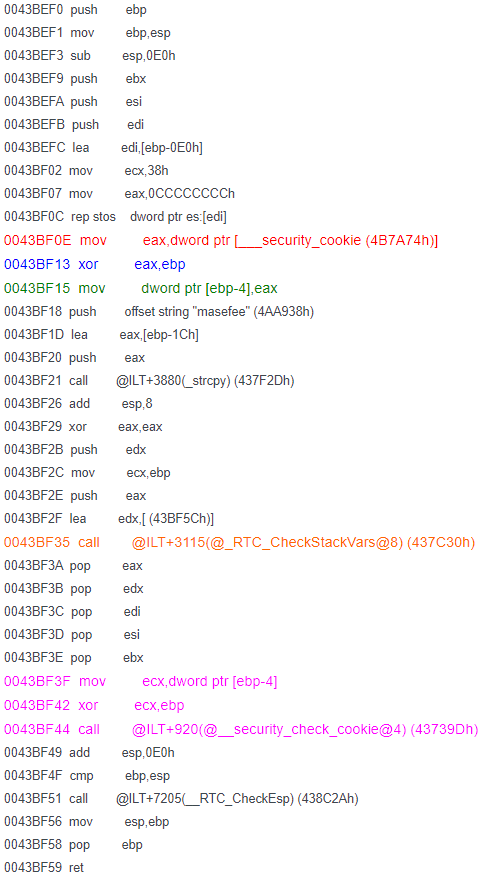 0043BEF0 push ebp
0043BEF1 mov ebp,esp
0043BEF3 sub esp,0E0h
0043BEF9 push ebx
0043BEFA push esi
0043BEFB push edi
0043BEFC lea edi,[ebp-0E0h]
0043BF02 mov ecx,38h
0043BF07 mov eax,0CCCCCCCCh
0043BF0C rep stos dword ptr es:[edi]
0043BF0E mov eax,dword ptr [___security_cookie (4B7A74h)]
0043BF13 xor eax,ebp
0043BF15 mov dword ptr [ebp-4],eax
0043BF18 push offset string "masefee" (4AA938h)
0043BF1D lea eax,[ebp-1Ch]
0043BF20 push eax
0043BF21 call @ILT+3880(_strcpy) (437F2Dh)
0043BF26 add esp,8
0043BF29 xor eax,eax
0043BF2B push edx
0043BF2C mov ecx,ebp
0043BF2E push eax
0043BF2F lea edx,[ (43BF5Ch)]
0043BF35 call @ILT+3115(@_RTC_CheckStackVars@8) (437C30h)
0043BF3A pop eax
0043BF3B pop edx
0043BF3C pop edi
0043BF3D pop esi
0043BF3E pop ebx
0043BF3F mov ecx,dword ptr [ebp-4]
0043BF42 xor ecx,ebp
0043BF44 call @ILT+920(@__security_check_cookie@4) (43739Dh)
0043BF49 add esp,0E0h
0043BF4F cmp ebp,esp
0043BF51 call @ILT+7205(__RTC_CheckEsp) (438C2Ah)
0043BF56 mov esp,ebp
0043BF58 pop ebp
0043BF59 ret